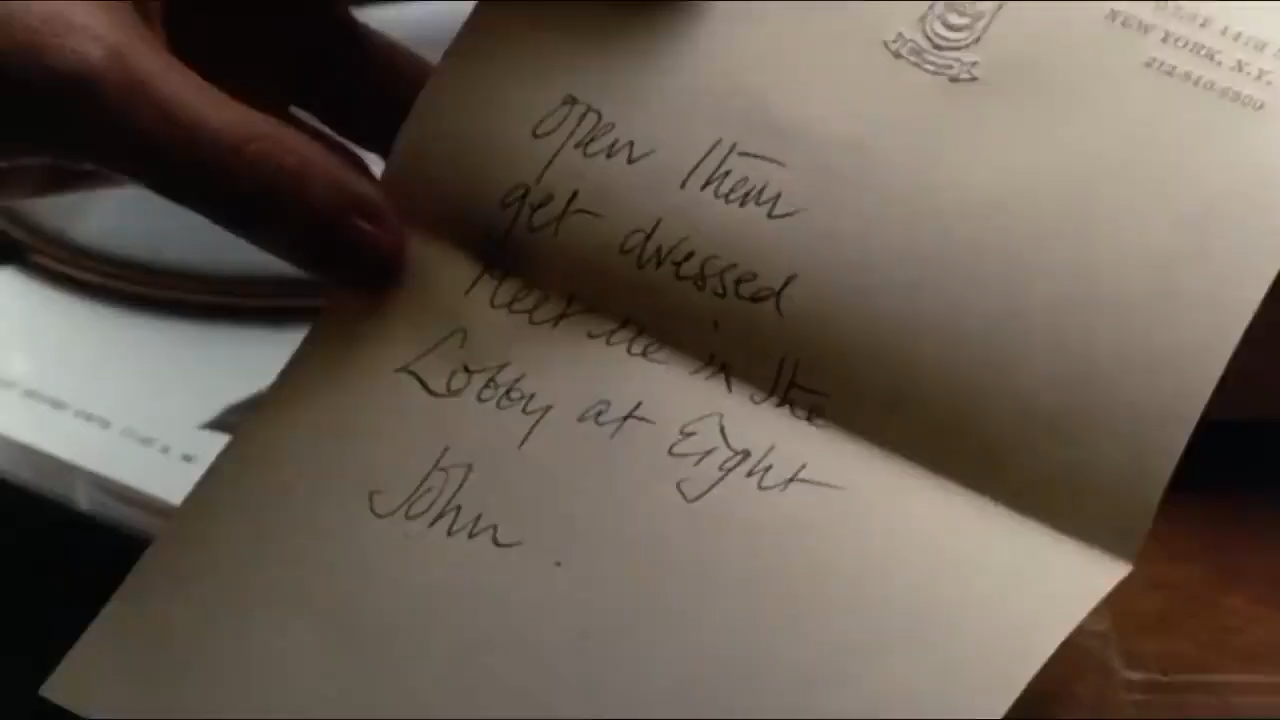 NEW YORK, N.Y.
Open Them
get dressed
Meet me in the
Lobby at Eight
John.